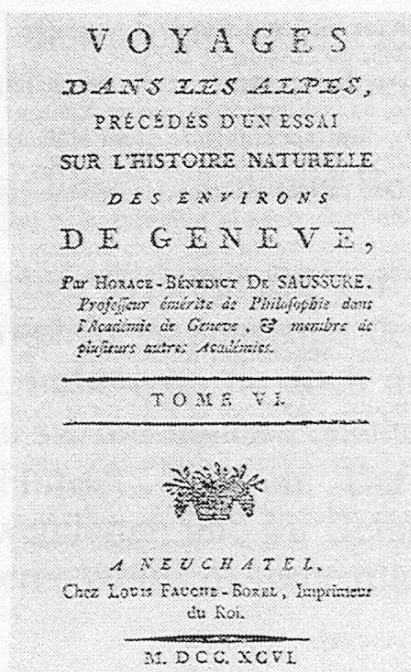 VOYAGES
DANS LES ALPES,
PRÉCÉDÉS D'UN ESSAI
SUR L'HISTOIRE NATURELLE
DES ENVIRONS
DE GENEVE,
Par HORACE-BÉNEDICT DE SAUSSURE.
Professeur émérite de Philosophie dans
l'Académie de Geneve, & membre de
plusieurs autres Académies.
TOME VI.
A NEUCHATEL.
Chez LOUIS FAUCHE-BOREL, Imprimeur
du Roi.
M. DCC. XCVI.